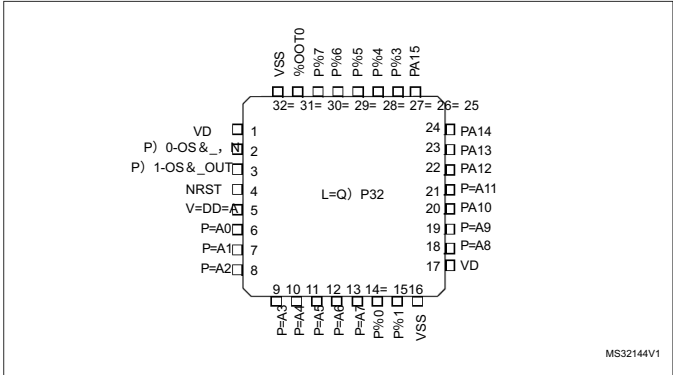 VSS
%OOT0
P%7
P%6
P%5
P%4
P%3
PA15
32= 31= 30= 29= 28= 27= 26= 25
VD 1
P）0-OS&_，N 2
P）1-OS&_OUT 3
NRST 4
V=DD=A 5
P=A0 6
P=A1 7
P=A2 8
L=Q）P32
24 PA14
23 PA13
22 PA12
21 P=A11
20 PA10
19 P=A9
18 P=A8
17 VD
9 10 11 12 13 14= 15 16
P=A3
P=A4
P=A5
P=A6
P=A7
P%0
P%1
VSS
MS32144V1